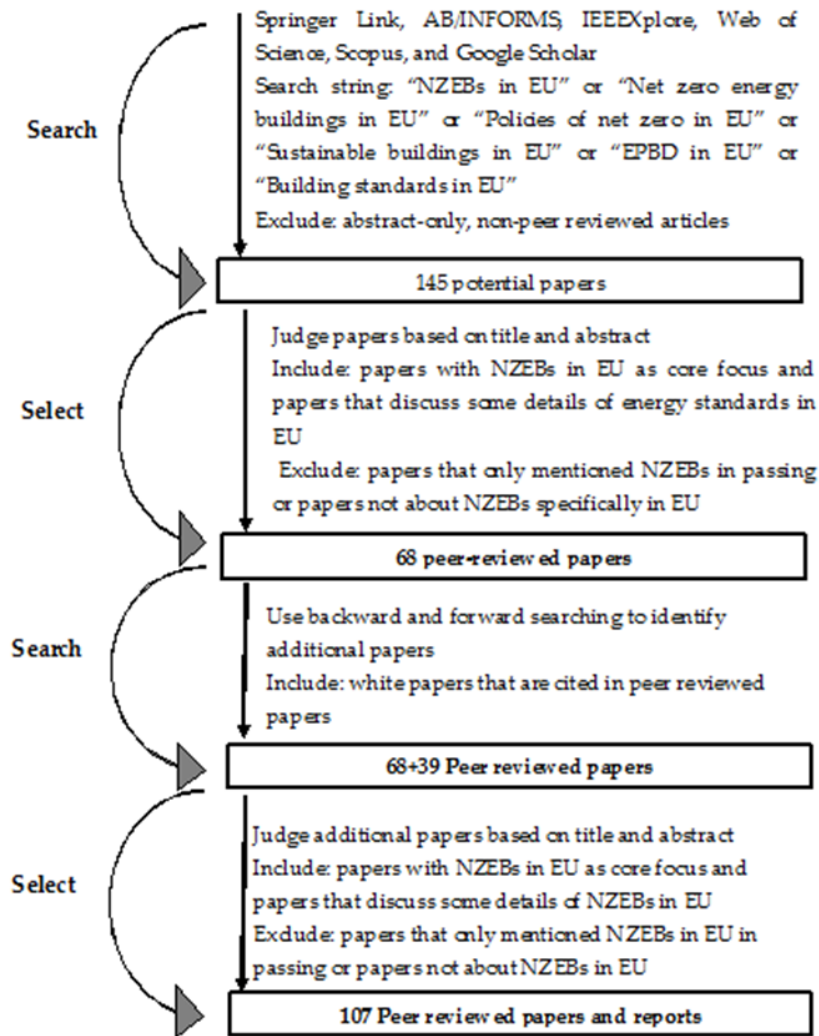 Springer Link, AB/INFORMS, IEEEXplore, Web of
Science, Scopus, and Google Scholar
Search string: “NZEBs in EU” or “Net zero energy
buildings in EU” or “Policies of net zero in EU” or
“Sustainable buildings in EU” or “EPBD in EU” or
“Building standards in EU”
Exclude: abstract-only, non-peer reviewed articles
Search
145 potential papers
Judge papers based on title and abstract
Include: papers with NZEBs in EU as core focus and
papers that discuss some details of energy standards in
EU
Exclude: papers that only mentioned NZEBs in passing
or papers not about NZEBs specifically in EU
Select
68 peer-reviewed papers
Use backward and forward searching to identify
additional papers
Include: white papers that are cited in peer reviewed
papers
Search
68+39 Peer reviewed papers
Judge additional papers based on title and abstract
Include: papers with NZEBs in EU as core focus and
papers that discuss some details of NZEBs in EU
Exclude: papers that only mentioned NZEBs in EU in
passing or papers not about NZEBs in EU
Select
107 Peer reviewed papers and reports